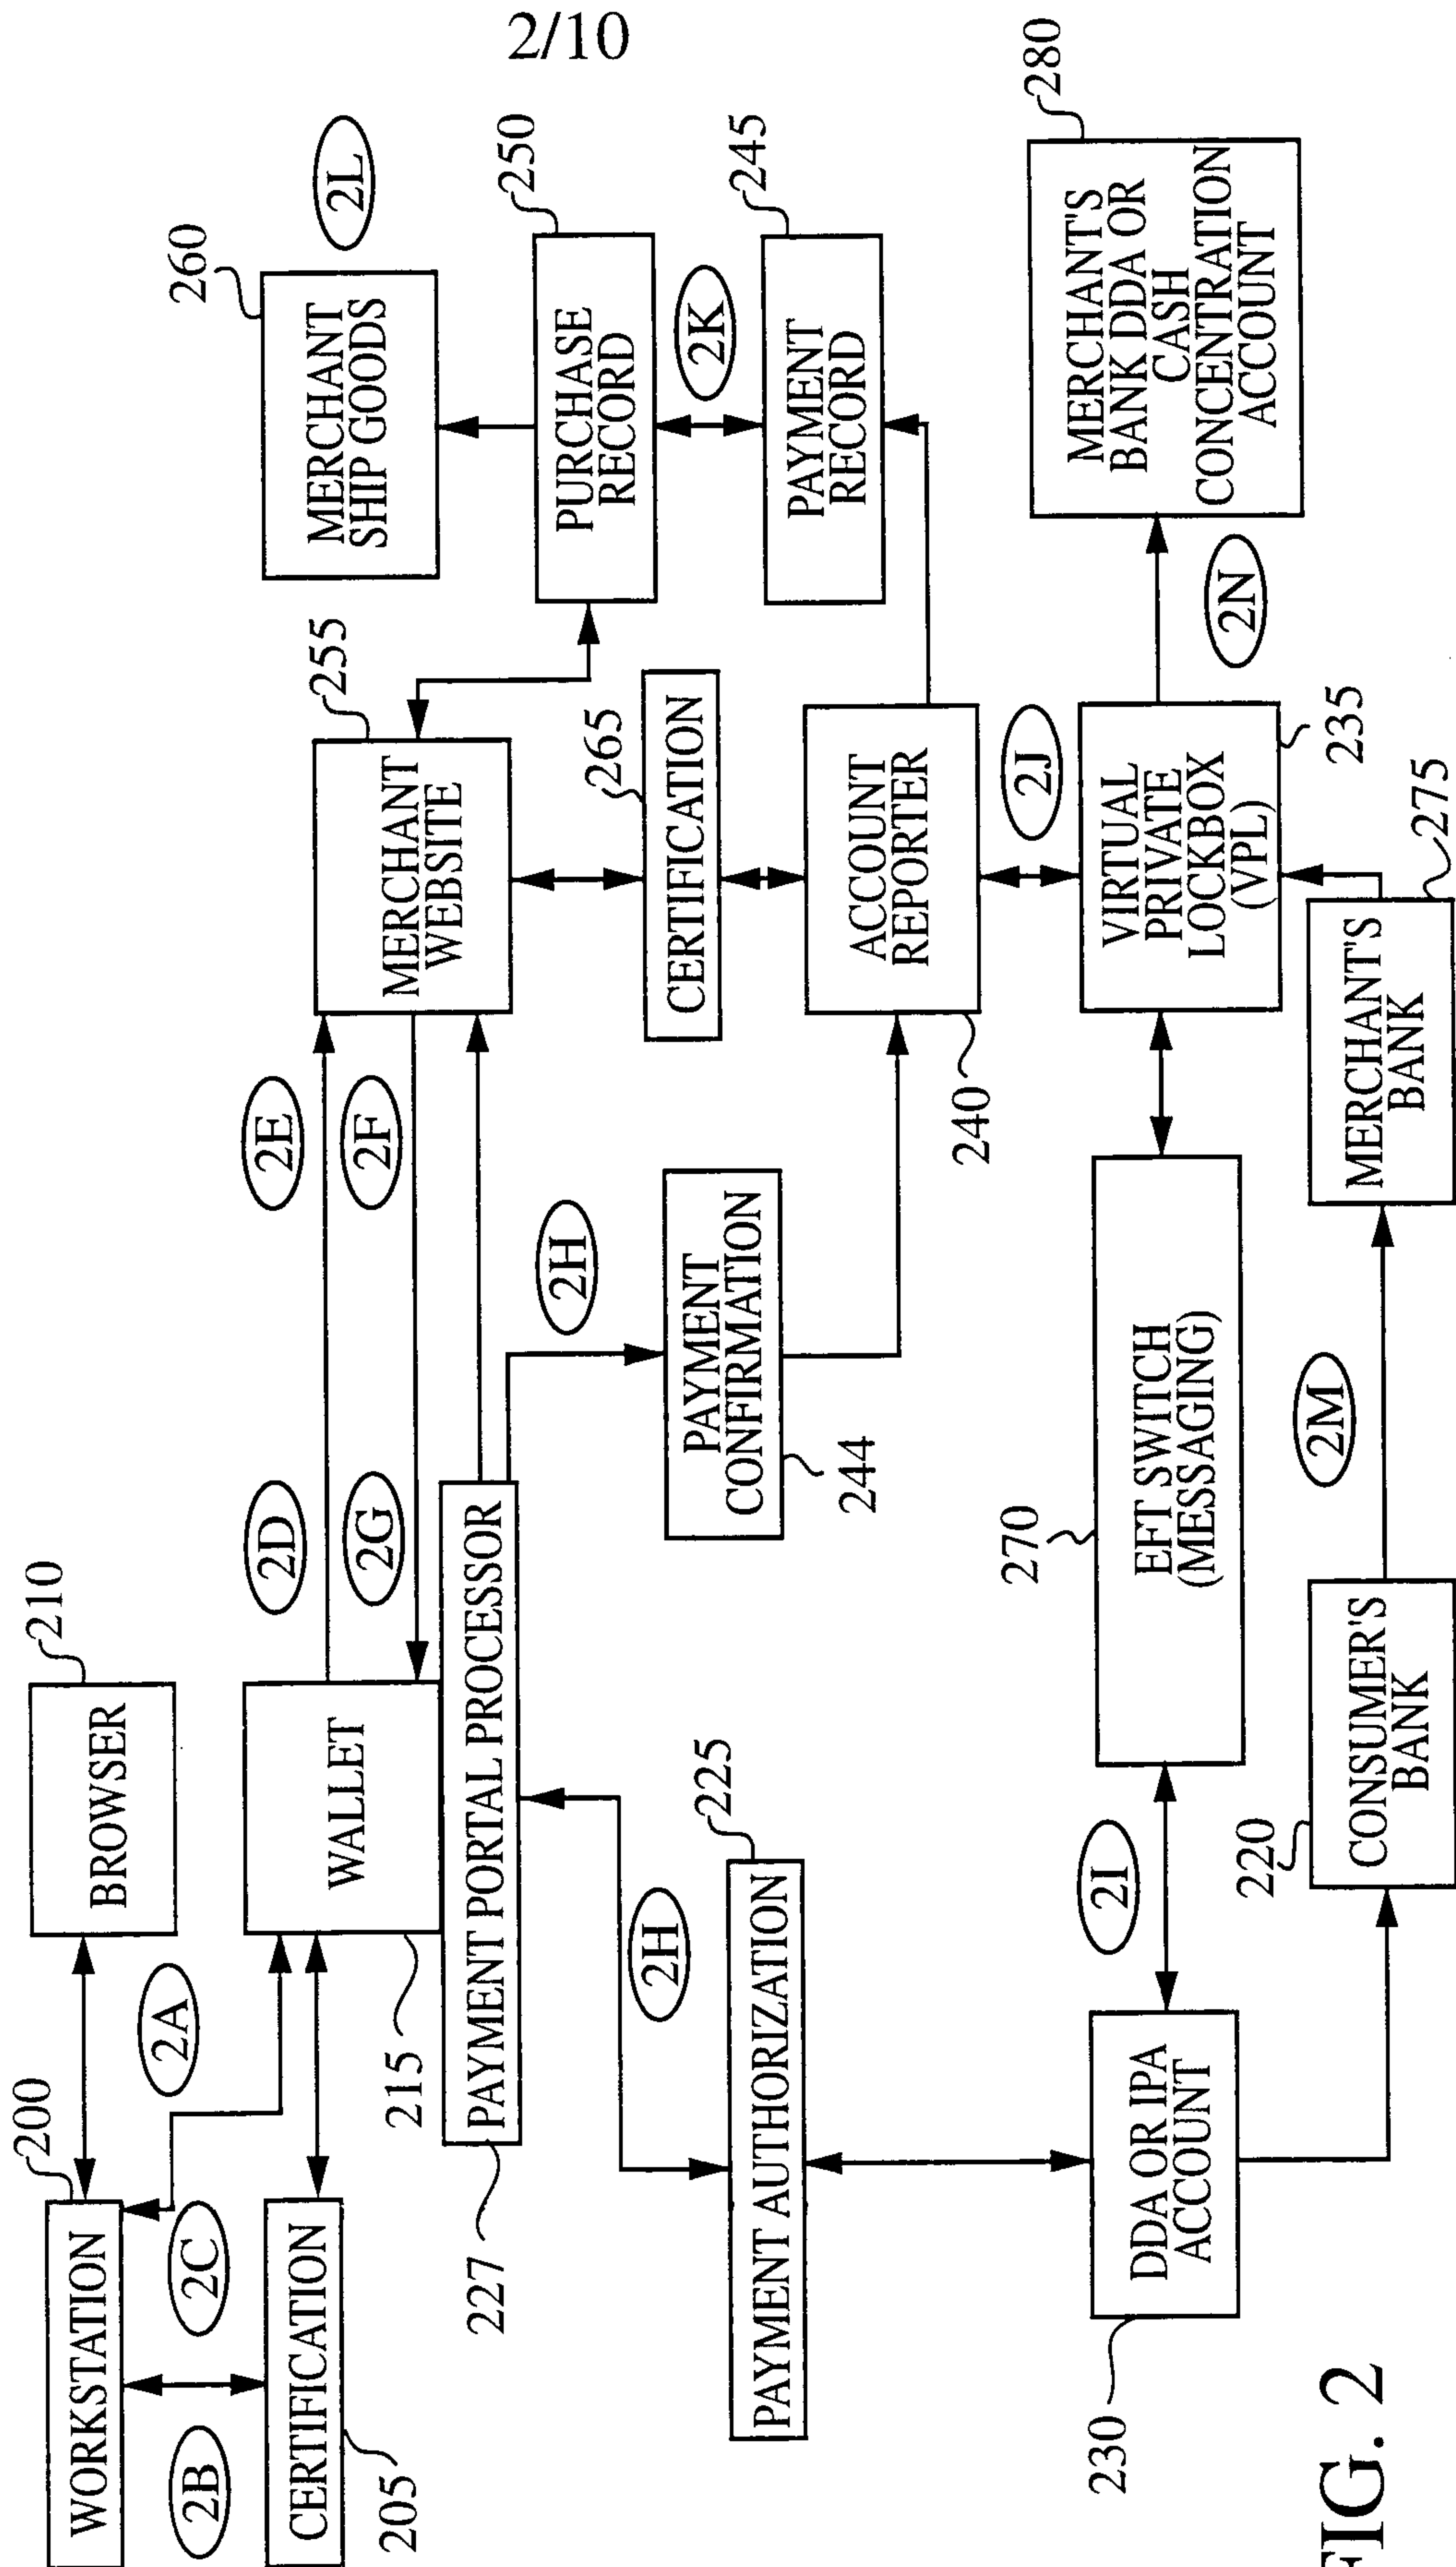 2/10
200
210
WORKSTATION
BROWSER
2A
2B
2C
CERTIFICATION
205
WALLET
215
2D
2E
2G
2F
PAYMENT PORTAL PROCESSOR
227
MERCHANT
WEBSITE
255
MERCHANT
SHIP GOODS
260
2L
PURCHASE
RECORD
250
2K
PAYMENT
RECORD
245
2H
PAYMENT
CONFIRMATION
244
CERTIFICATION
265
ACCOUNT
REPORTER
240
2H
PAYMENT AUTHORIZATION
225
2J
DDA OR IPA
ACCOUNT
230
2I
EFT SWITCH
(MESSAGING)
270
VIRTUAL
PRIVATE
LOCKBOX
(VPL)
235
2N
MERCHANT'S
BANK DDA OR
CASH
CONCENTRATION
ACCOUNT
280
CONSUMER'S
BANK
220
2M
MERCHANT'S
BANK
275
FIG. 2